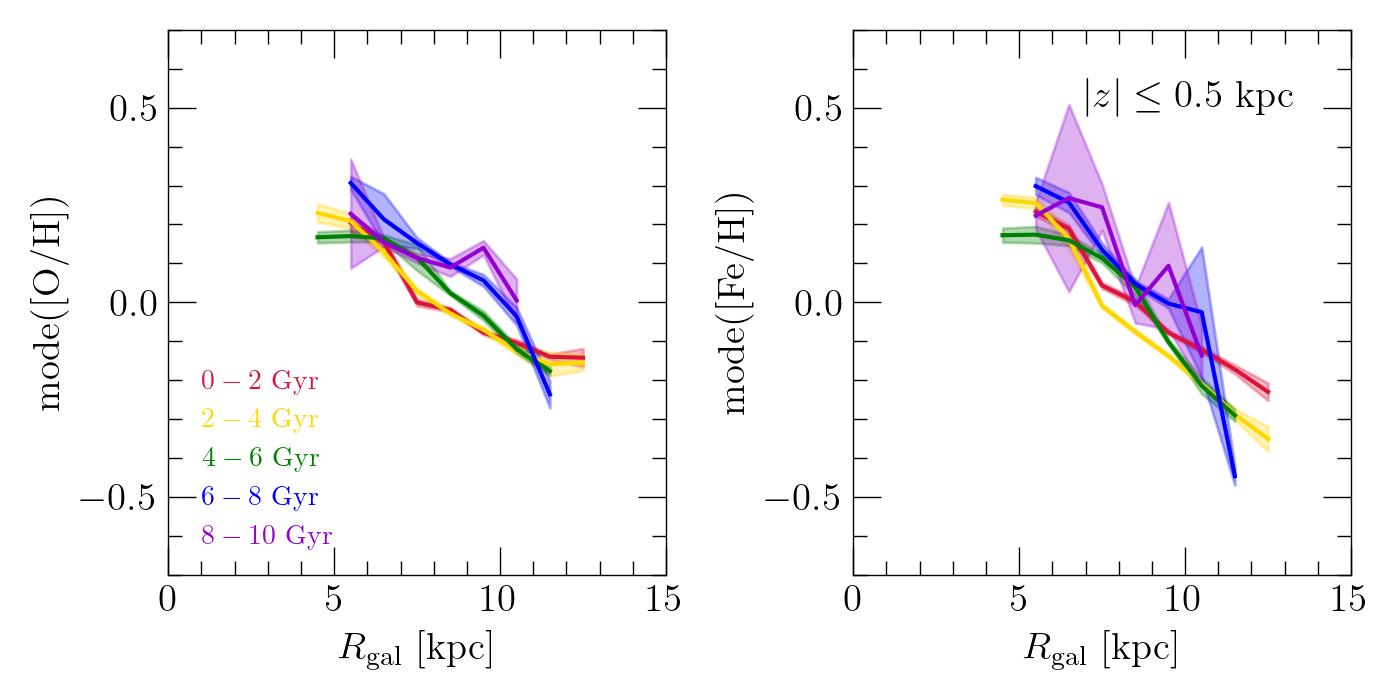 0.5
0.0
−0.5
mode([O/H])
0 – 2 Gyr
2 – 4 Gyr
4 – 6 Gyr
6 – 8 Gyr
8 – 10 Gyr
0 5 10 15
R_gal [kpc]
|z| ≤ 0.5 kpc
0.5
0.0
−0.5
mode([Fe/H])
0 5 10 15
R_gal [kpc]